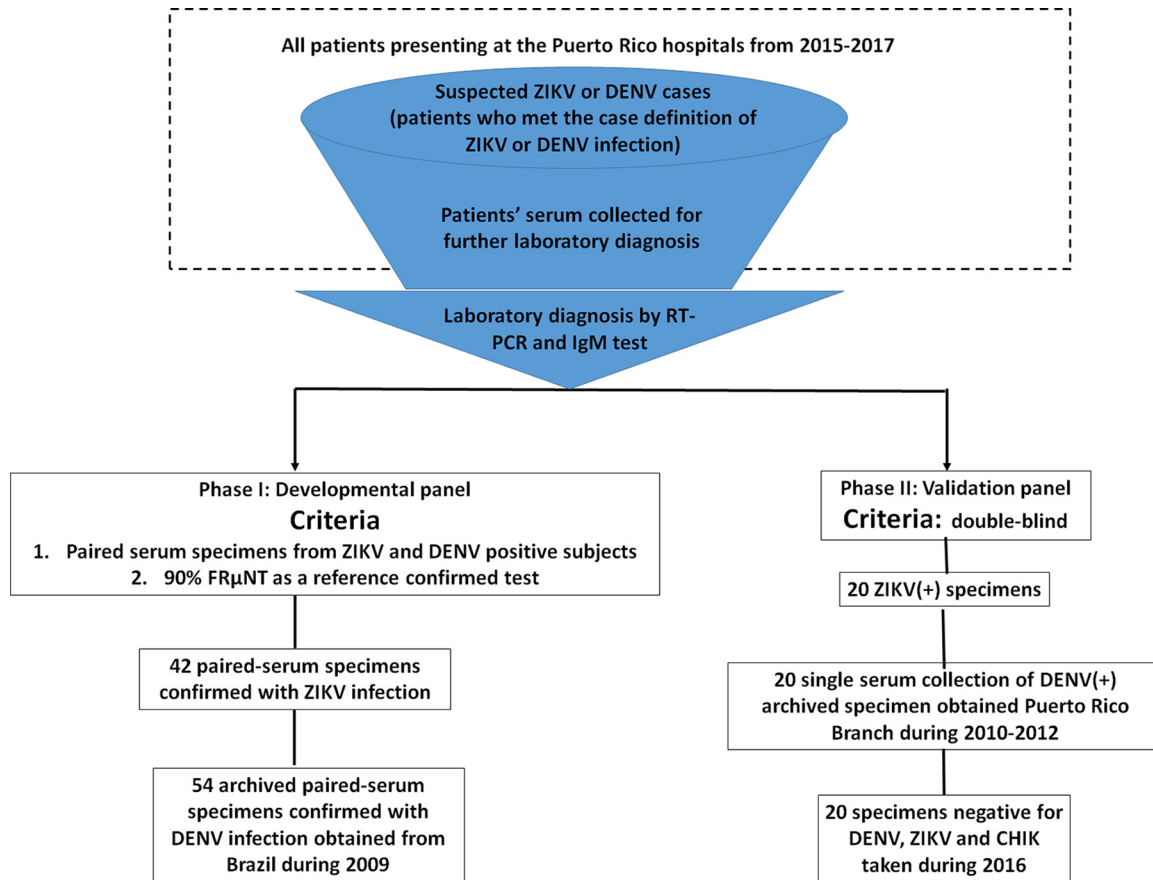 All patients presenting at the Puerto Rico hospitals from 2015-2017
Suspected ZIKV or DENV cases
(patients who met the case definition of
ZIKV or DENV infection)
Patients' serum collected for
further laboratory diagnosis
Laboratory diagnosis by RT-
PCR and IgM test
Phase I: Developmental panel
Criteria
1. Paired serum specimens from ZIKV and DENV positive subjects
2. 90% FRμNT as a reference confirmed test
42 paired-serum specimens
confirmed with ZIKV infection
54 archived paired-serum
specimens confirmed with
DENV infection obtained from
Brazil during 2009
Phase II: Validation panel
Criteria: double-blind
20 ZIKV(+) specimens
20 single serum collection of DENV(+)
archived specimen obtained Puerto Rico
Branch during 2010-2012
20 specimens negative for
DENV, ZIKV and CHIK
taken during 2016